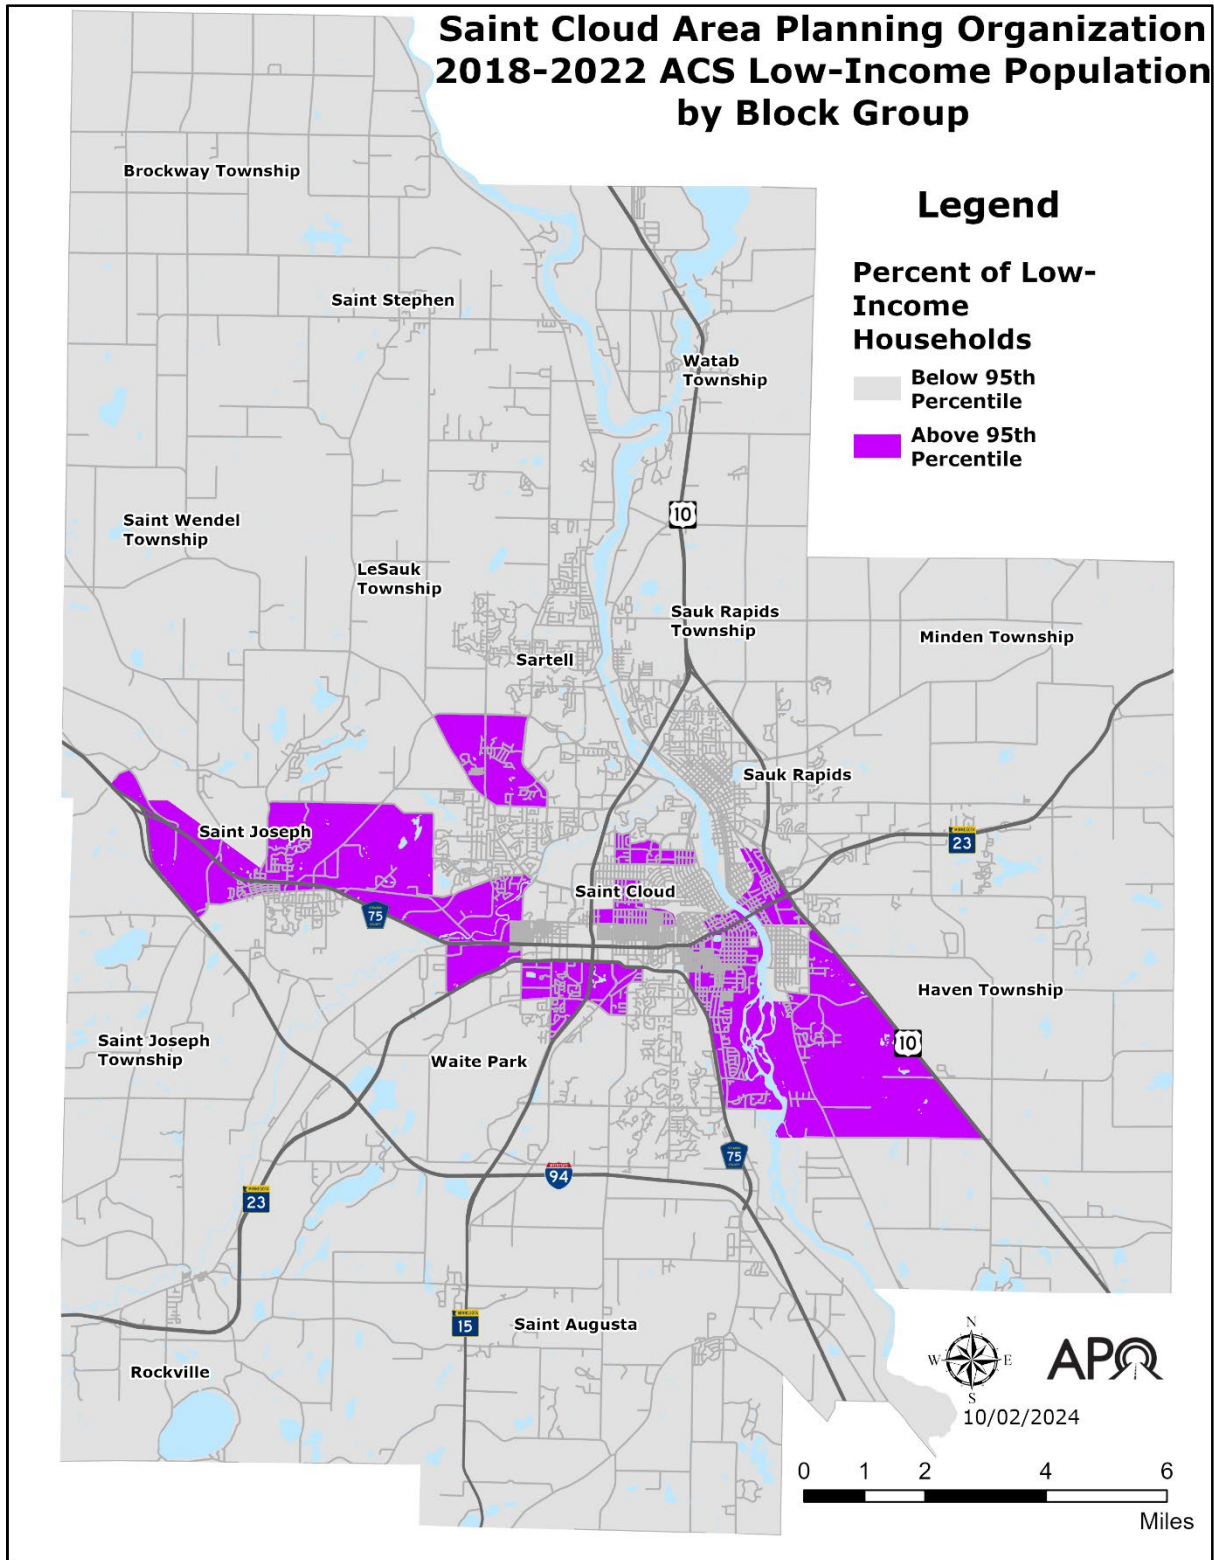 Saint Cloud Area Planning Organization
2018-2022 ACS Low-Income Population
by Block Group
Legend
Percent of Low-
Income
Households
Below 95th
Percentile
Above 95th
Percentile
Brockway Township
Saint Stephen
Watab
Township
10
Saint Wendel
Township
LeSauk
Township
Sauk Rapids
Township
Minden Township
Sartell
Sauk Rapids
Saint Joseph
MINNESOTA
23
Saint Cloud
75
Haven Township
10
Saint Joseph
Township
Waite Park
75
94
MINNESOTA
23
MINNESOTA
15
Saint Augusta
Rockville
N
W
E
S
APO
10/02/2024
0 1 2 4 6
Miles